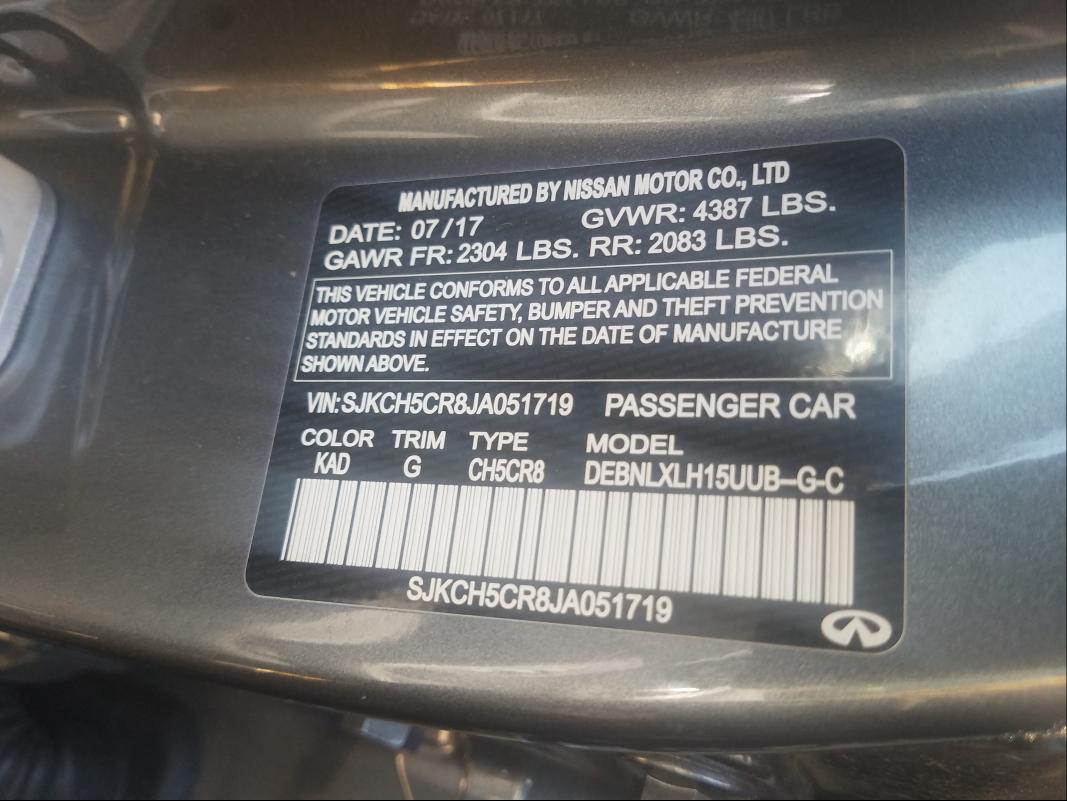 MANUFACTURED BY NISSAN MOTOR CO., LTD
DATE: 07/17 GVWR: 4387 LBS.
GAWR FR: 2304 LBS. RR: 2083 LBS.
THIS VEHICLE CONFORMS TO ALL APPLICABLE FEDERAL
MOTOR VEHICLE SAFETY, BUMPER AND THEFT PREVENTION
STANDARDS IN EFFECT ON THE DATE OF MANUFACTURE
SHOWN ABOVE.
VIN:SJKCH5CR8JA051719 PASSENGER CAR
COLOR TRIM TYPE MODEL
KAD G CH5CR8 DEBNLXLH15UUB-G-C
SJKCH5CR8JA051719